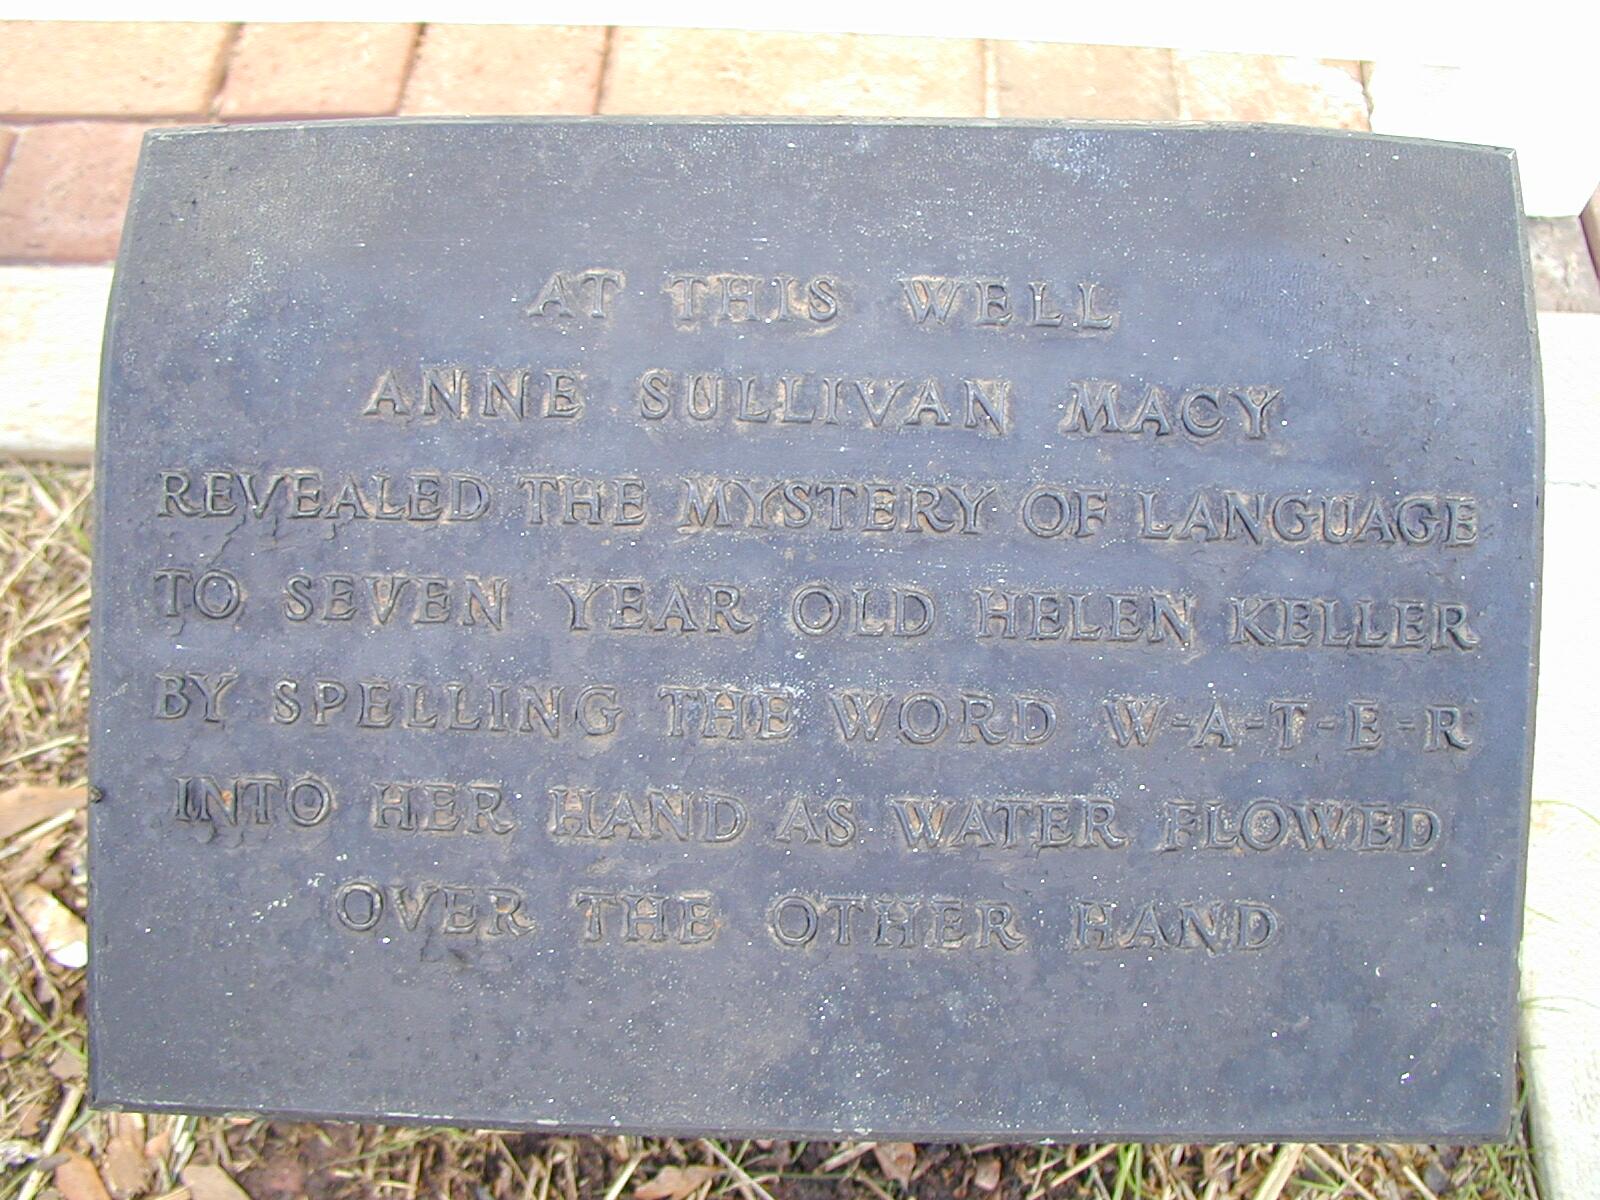 AT THIS WELL
ANNE SULLIVAN MACY
REVEALED THE MYSTERY OF LANGUAGE
TO SEVEN YEAR OLD HELEN KELLER
BY SPELLING THE WORD W-A-T-E-R
INTO HER HAND AS WATER FLOWED
OVER THE OTHER HAND